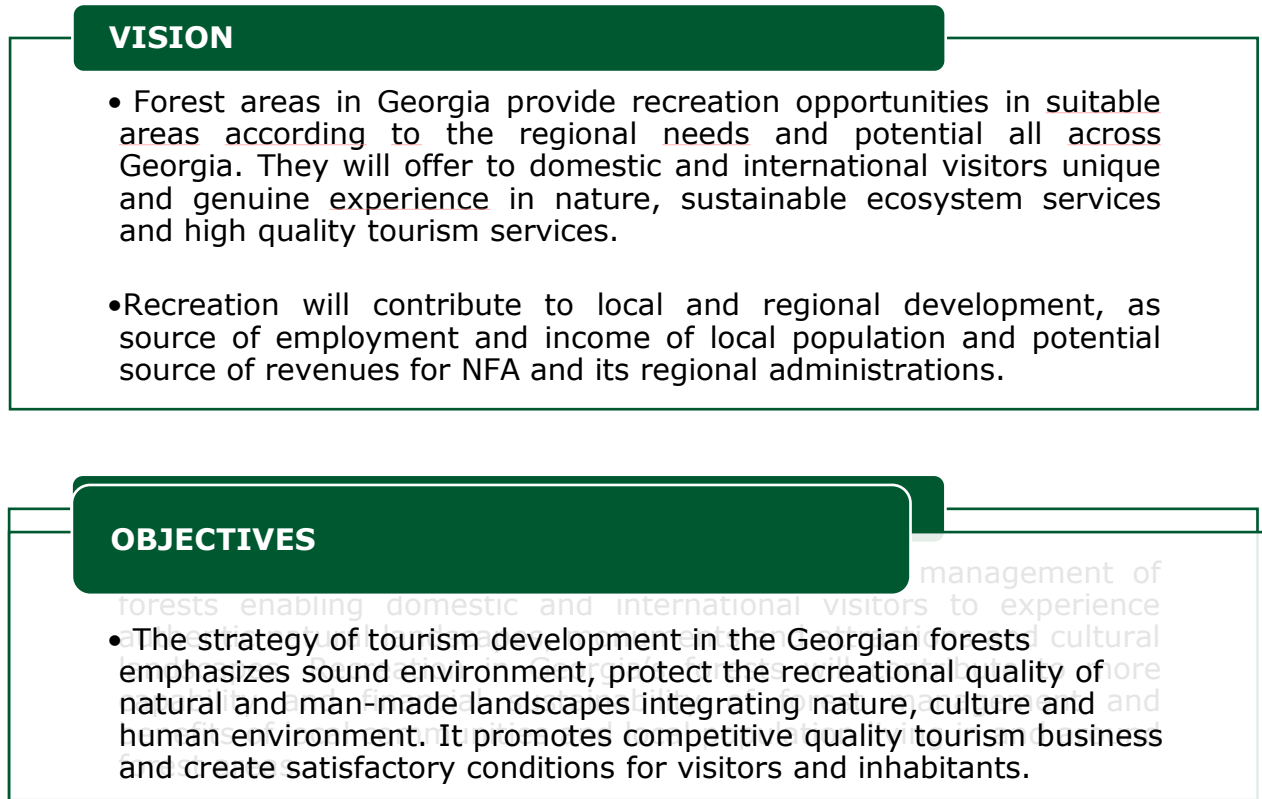 VISION
• Forest areas in Georgia provide recreation opportunities in suitable
areas according to the regional needs and potential all across
Georgia. They will offer to domestic and international visitors unique
and genuine experience in nature, sustainable ecosystem services
and high quality tourism services.
•Recreation will contribute to local and regional development, as
source of employment and income of local population and potential
source of revenues for NFA and its regional administrations.
OBJECTIVES
management of
forests enabling domestic and international visitors to experience
• The strategy of tourism development in the Georgian forests
cultural
emphasizes sound environment, protect the recreational quality of
more
natural and man-made landscapes integrating nature, culture and
and
human environment. It promotes competitive quality tourism business
and create satisfactory conditions for visitors and inhabitants.